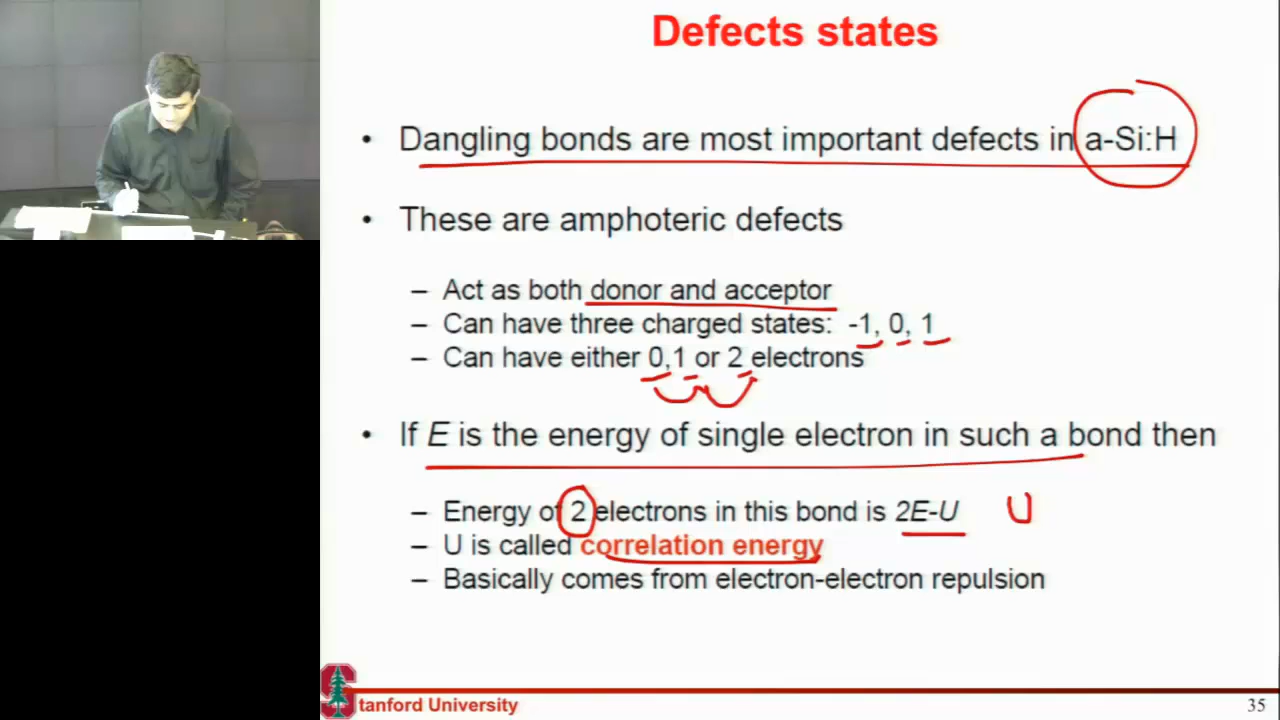 Defects states
• Dangling bonds are most important defects in a-Si:H
• These are amphoteric defects
– Act as both donor and acceptor
– Can have three charged states: -1, 0, 1
– Can have either 0,1 or 2 electrons
• If E is the energy of single electron in such a bond then
– Energy of 2 electrons in this bond is 2E-U U
– U is called correlation energy
– Basically comes from electron-electron repulsion
Stanford University
35